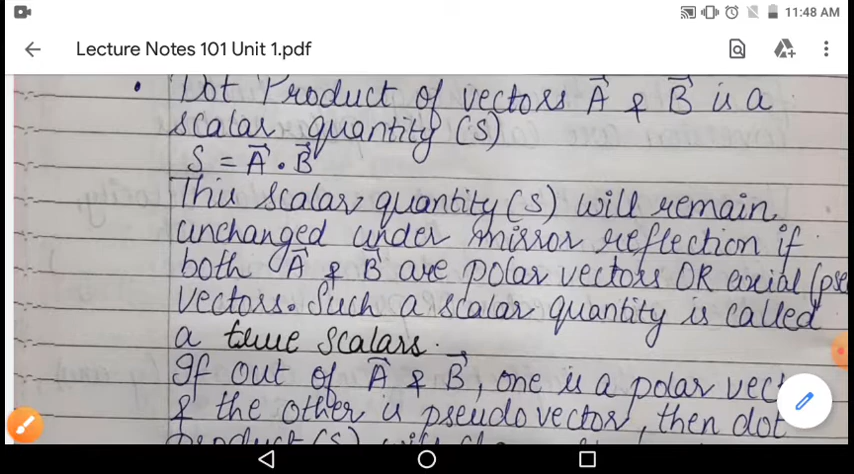 11:48 AM
Lecture Notes 101 Unit 1.pdf
• Dot Product of vectors A⃗ & B⃗ is a
scalar quantity (S)
S = A⃗ . B⃗
This scalar quantity (S) will remain
unchanged under mirror reflection if
both A⃗ & B⃗ are polar vectors OR axial (pse
vectors. Such a scalar quantity is called
a true scalars.
If out of A⃗ & B⃗, one is a polar vect
& the other is pseudo vector, then dot